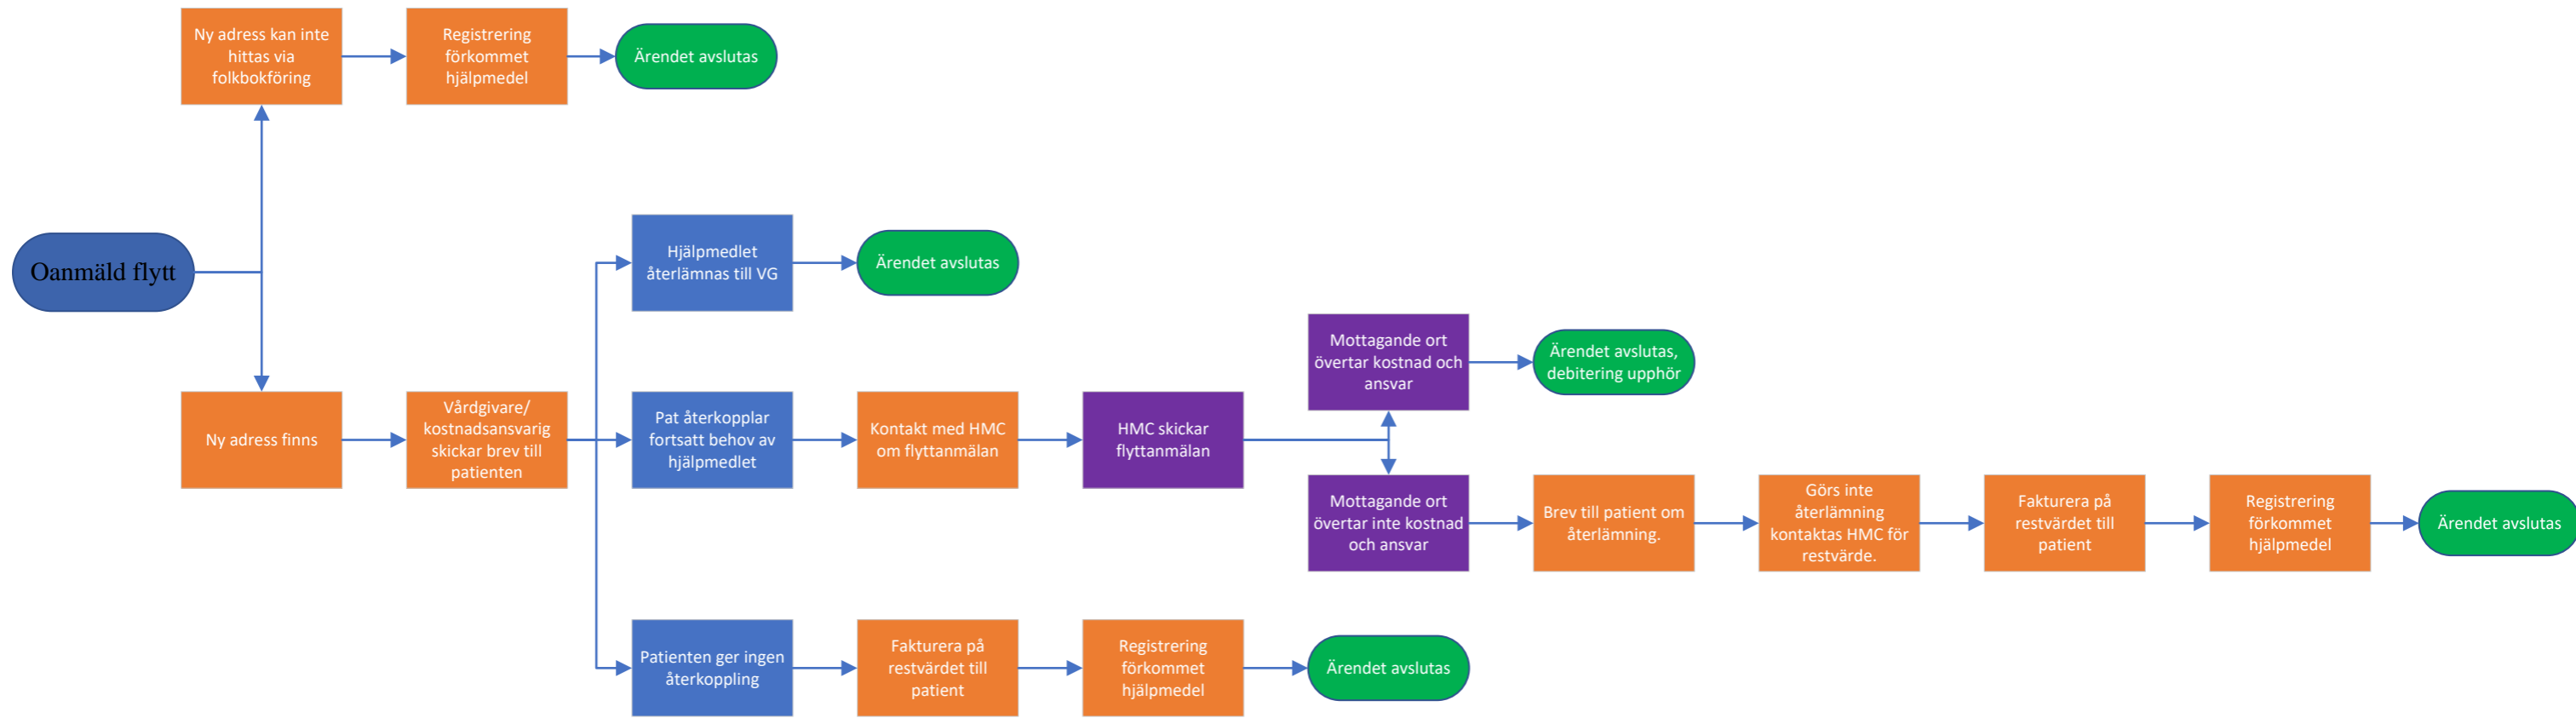 Ny adress kan inte
hittas via
folkbokföring
Registrering
förkommet
hjälpmedel
Ärendet avslutas
Oanmäld flytt
Hjälpmedlet
återlämnas till VG
Ärendet avslutas
Mottagande ort
övertar kostnad och
ansvar
Ärendet avslutas,
debitering upphör
Ny adress finns
Vårdgivare/
kostnadsansvarig
skickar brev till
patienten
Pat återkopplar
fortsatt behov av
hjälpmedlet
Kontakt med HMC
om flyttanmälan
HMC skickar
flyttanmälan
Mottagande ort
övertar inte kostnad
och ansvar
Brev till patient om
återlämning.
Görs inte
återlämning
kontaktas HMC för
restvärde.
Fakturera på
restvärdet till
patient
Registrering
förkommet
hjälpmedel
Ärendet avslutas
Patienten ger ingen
återkoppling
Fakturera på
restvärdet till
patient
Registrering
förkommet
hjälpmedel
Ärendet avslutas